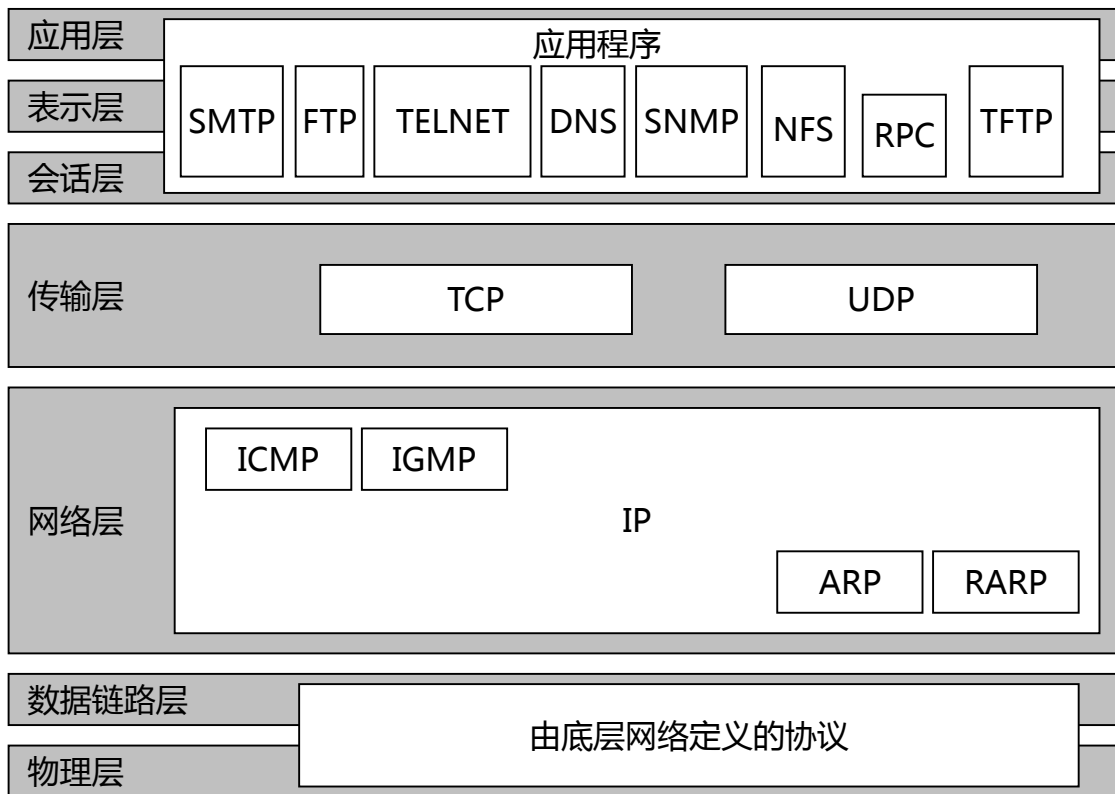 应用层
应用程序
表示层
SMTP FTP TELNET DNS SNMP NFS RPC TFTP
会话层
传输层
TCP UDP
ICMP IGMP
网络层
IP
ARP RARP
数据链路层
由底层网络定义的协议
物理层